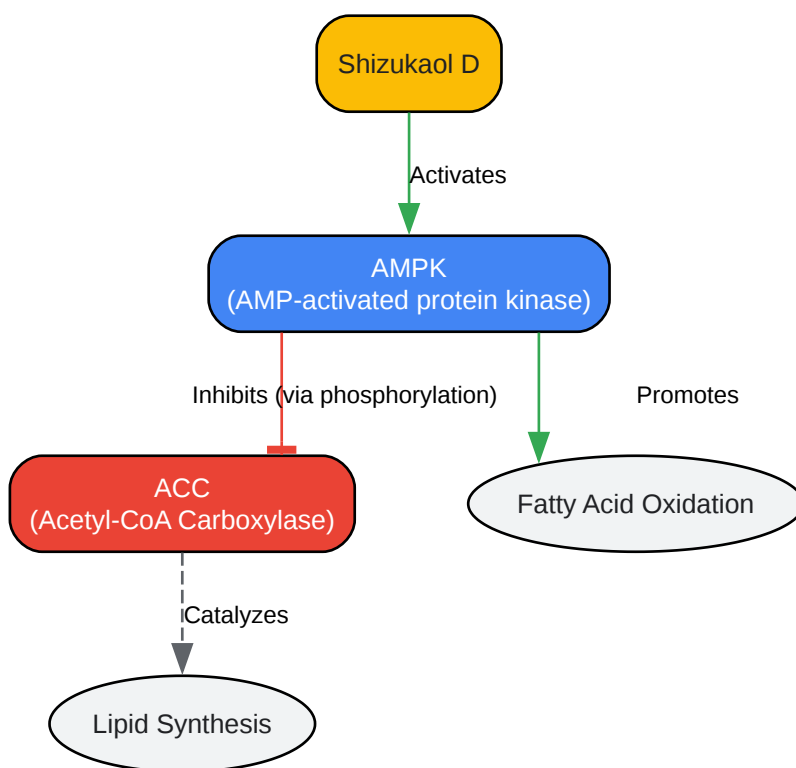 Shizukaol D
Activates
AMPK
(AMP-activated protein kinase)
Inhibits (via phosphorylation)
Promotes
ACC
(Acetyl-CoA Carboxylase)
Fatty Acid Oxidation
Catalyzes
Lipid Synthesis